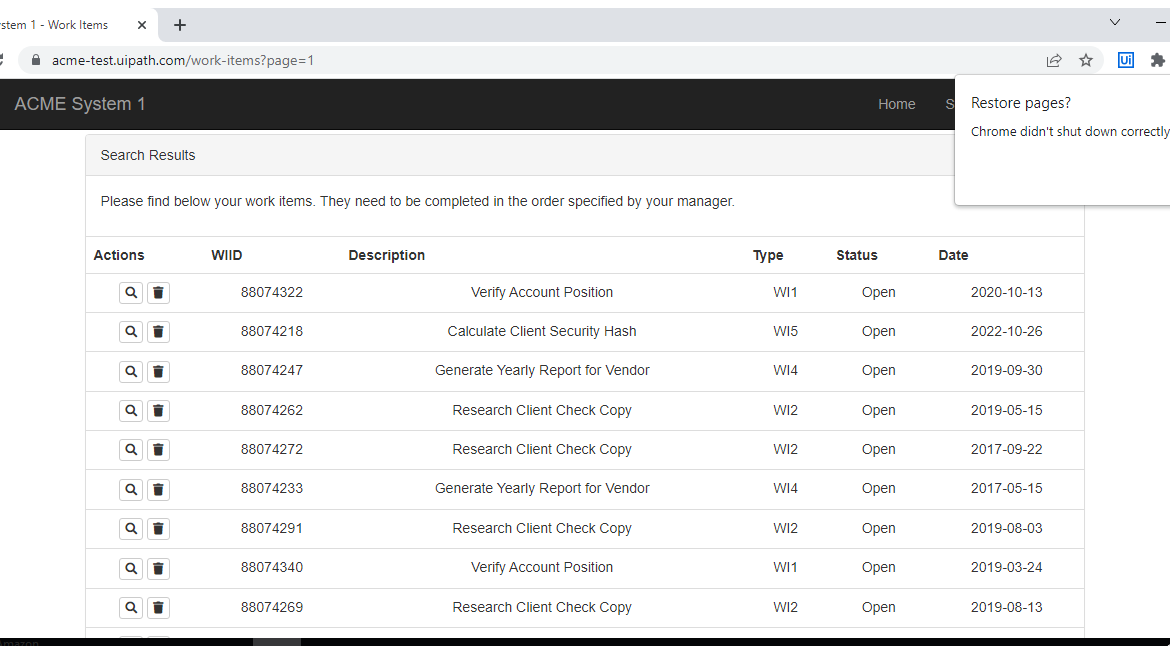 stem 1 - Work Items
acme-test.uipath.com/work-items?page=1
Ui
ACME System 1
Home
S
Restore pages?
Chrome didn't shut down correctly
Search Results
Please find below your work items. They need to be completed in the order specified by your manager.
Actions WIID Description Type Status Date
88074322 Verify Account Position WI1 Open 2020-10-13
88074218 Calculate Client Security Hash WI5 Open 2022-10-26
88074247 Generate Yearly Report for Vendor WI4 Open 2019-09-30
88074262 Research Client Check Copy WI2 Open 2019-05-15
88074272 Research Client Check Copy WI2 Open 2017-09-22
88074233 Generate Yearly Report for Vendor WI4 Open 2017-05-15
88074291 Research Client Check Copy WI2 Open 2019-08-03
88074340 Verify Account Position WI1 Open 2019-03-24
88074269 Research Client Check Copy WI2 Open 2019-08-13